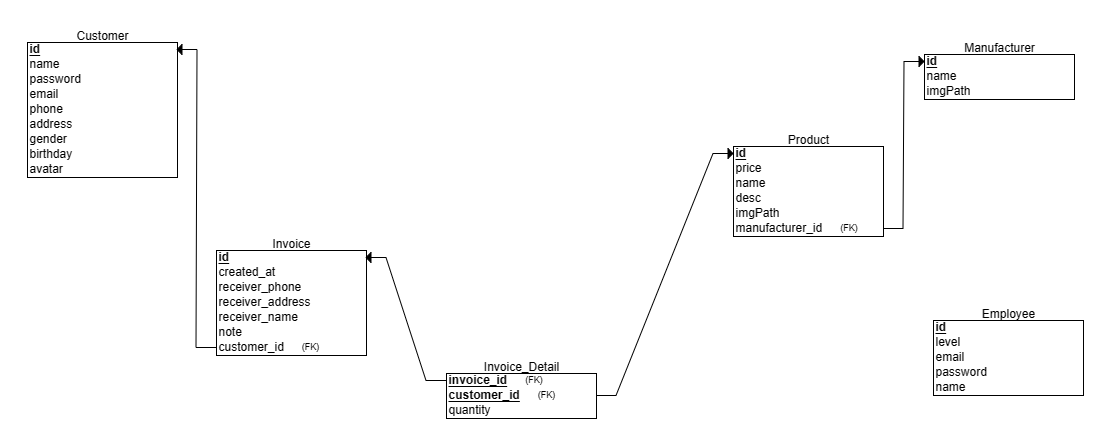 Customer
id
name
password
email
phone
address
gender
birthday
avatar
Manufacturer
id
name
imgPath
Product
id
price
name
desc
imgPath
manufacturer_id (FK)
Invoice
id
created_at
receiver_phone
receiver_address
receiver_name
note
customer_id (FK)
Employee
id
level
email
password
name
Invoice_Detail
invoice_id (FK)
customer_id (FK)
quantity